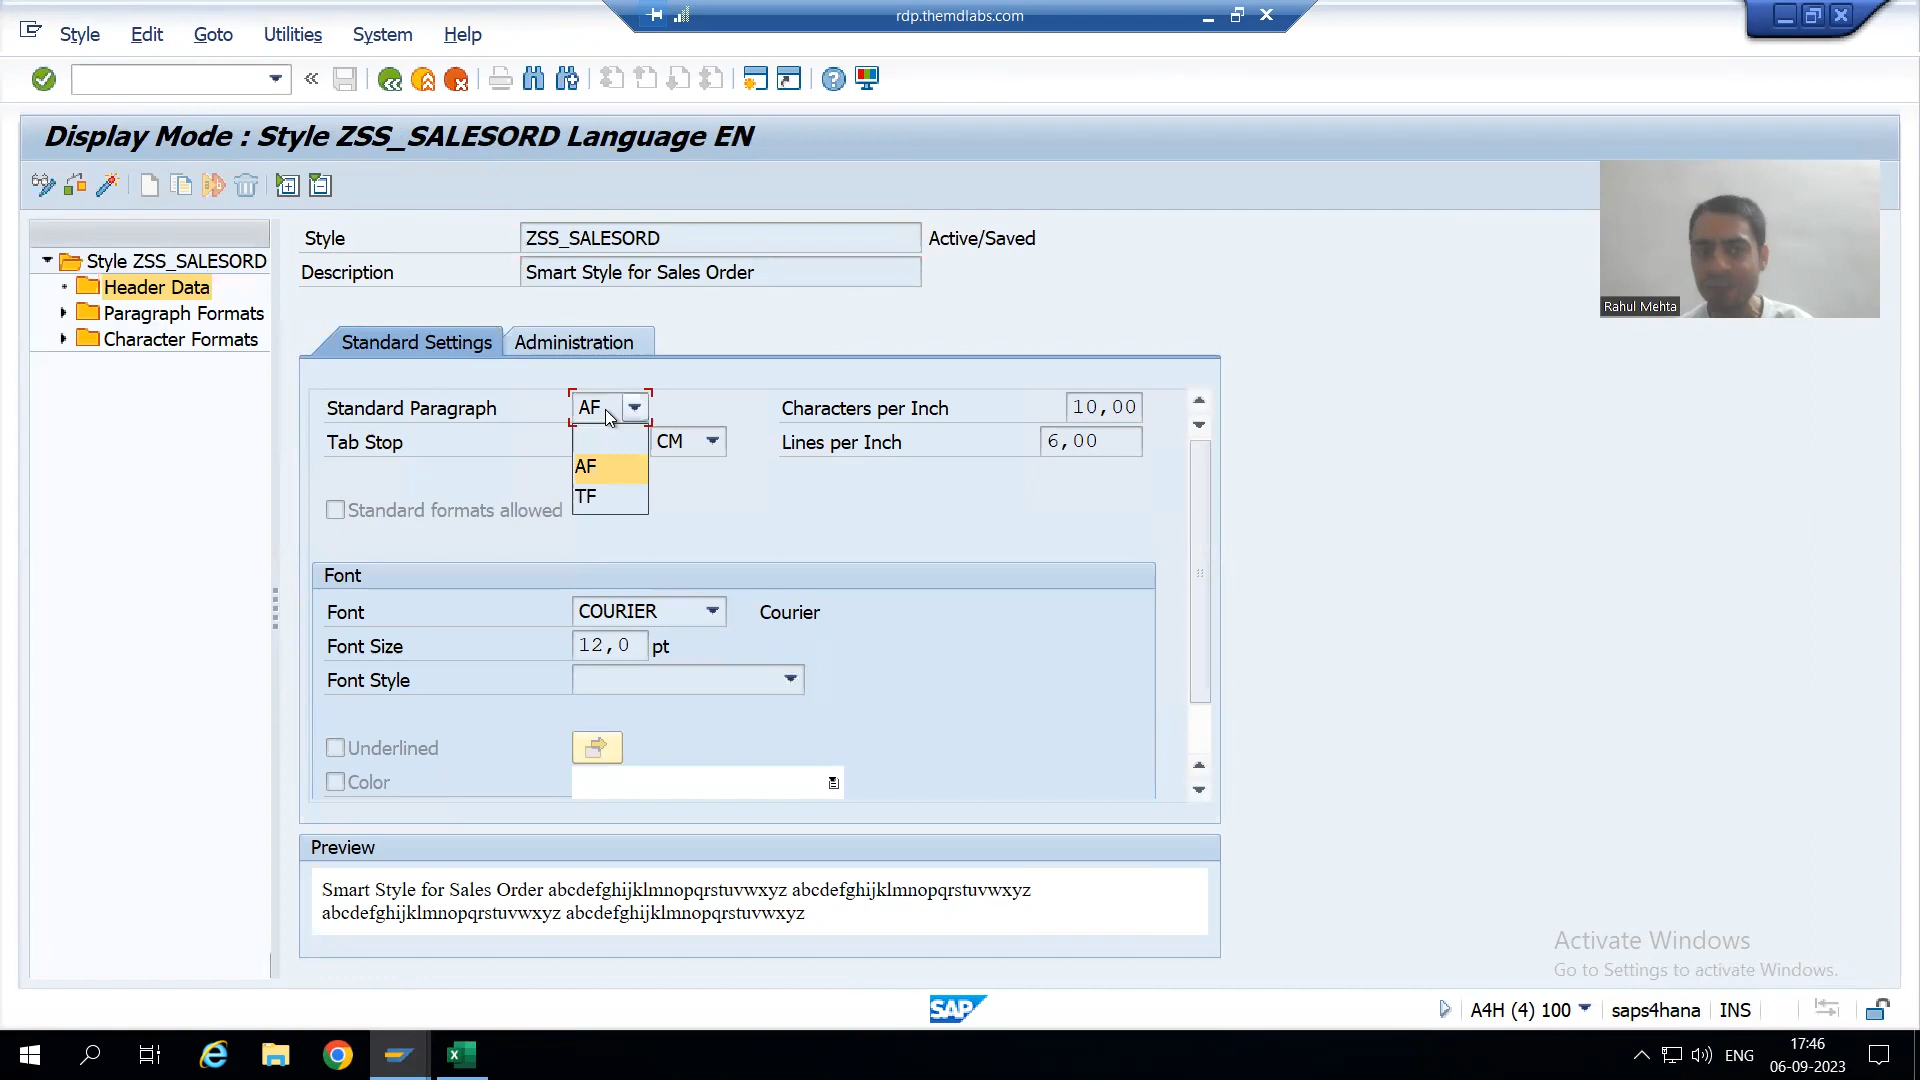 rdp.themdlabs.com
Style Edit Goto Utilities System Help
Display Mode : Style ZSS_SALESORD Language EN
Style ZSS_SALESORD
Header Data
Paragraph Formats
Character Formats
Style ZSS_SALESORD Active/Saved
Description Smart Style for Sales Order
Rahul Mehta
Standard Settings Administration
Standard Paragraph AF Characters per Inch 10,00
Tab Stop CM Lines per Inch 6,00
AF
TF
Standard formats allowed
Font
Font COURIER Courier
Font Size 12,0 pt
Font Style
Underlined
Color
Preview
Smart Style for Sales Order abcdefghijklmnopqrstuvwxyz abcdefghijklmnopqrstuvwxyz
abcdefghijklmnopqrstuvwxyz abcdefghijklmnopqrstuvwxyz
Activate Windows
Go to Settings to activate Windows.
SAP
A4H (4) 100 saps4hana INS
ENG
17:46
06-09-2023